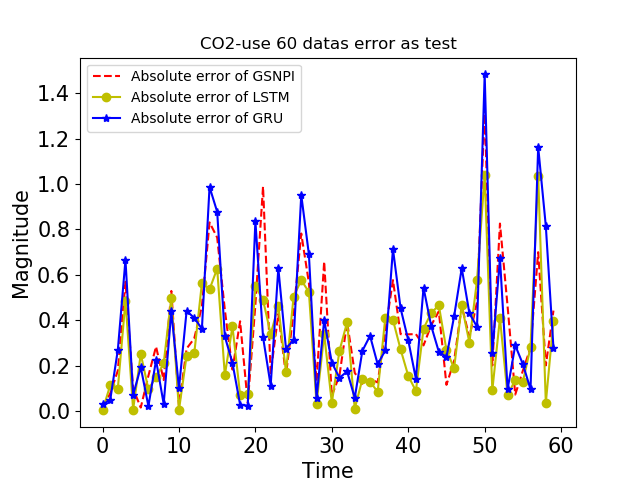 CO2-use 60 datas error as test
Absolute error of GSNPI
Absolute error of LSTM
Absolute error of GRU
Magnitude
1.4
1.2
1.0
0.8
0.6
0.4
0.2
0.0
0 10 20 30 40 50 60
Time